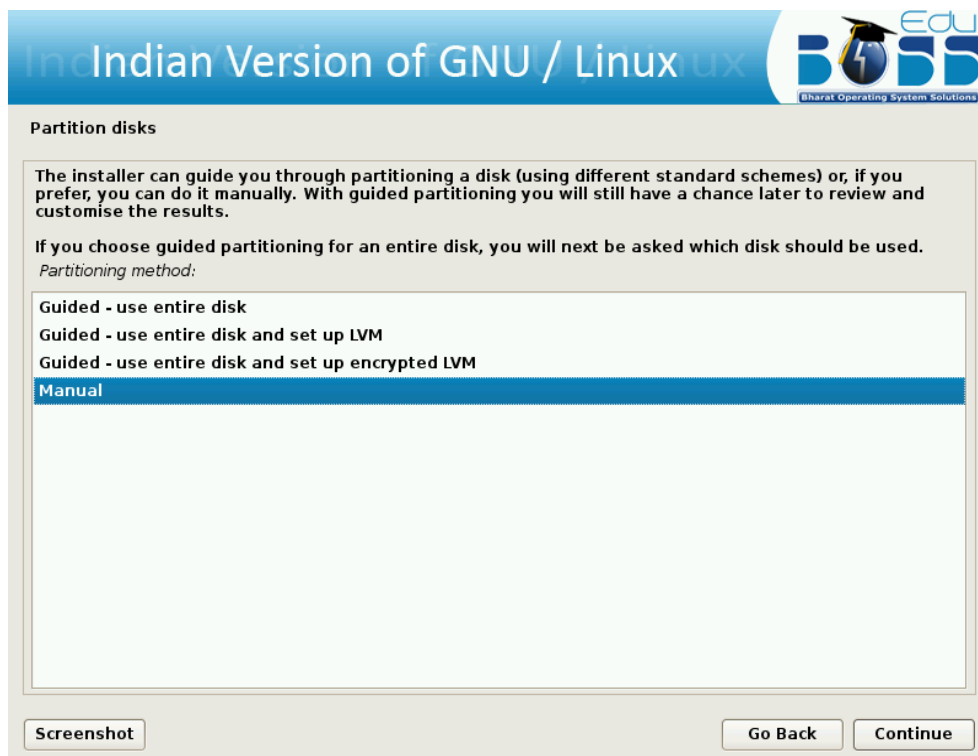 Indian Version of GNU / Linux
Edu
BOSS
Bharat Operating System Solutions
Partition disks
The installer can guide you through partitioning a disk (using different standard schemes) or, if you
prefer, you can do it manually. With guided partitioning you will still have a chance later to review and
customise the results.
If you choose guided partitioning for an entire disk, you will next be asked which disk should be used.
Partitioning method:
Guided - use entire disk
Guided - use entire disk and set up LVM
Guided - use entire disk and set up encrypted LVM
Manual
Screenshot
Go Back
Continue